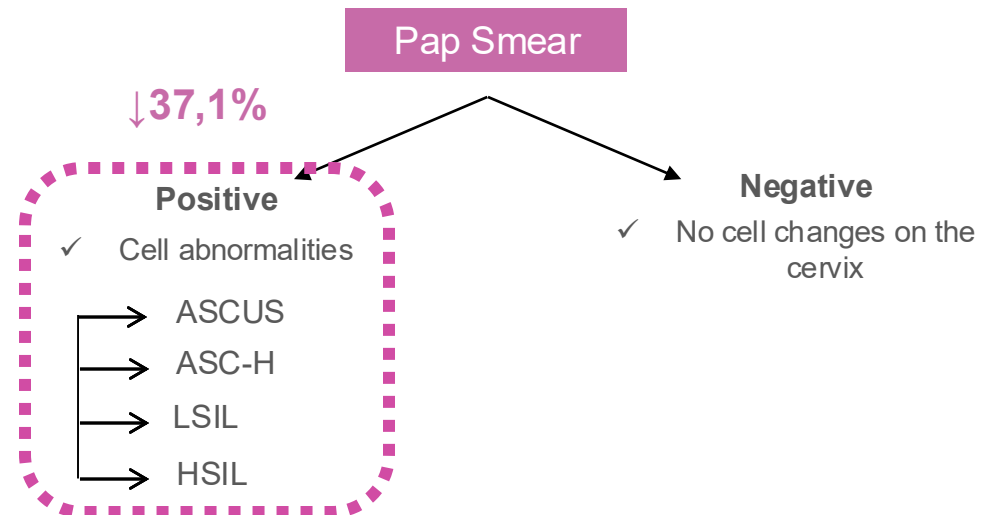 Pap Smear
↓37,1%
Positive
✓ Cell abnormalities
ASCUS
ASC-H
LSIL
HSIL
Negative
✓ No cell changes on the
cervix